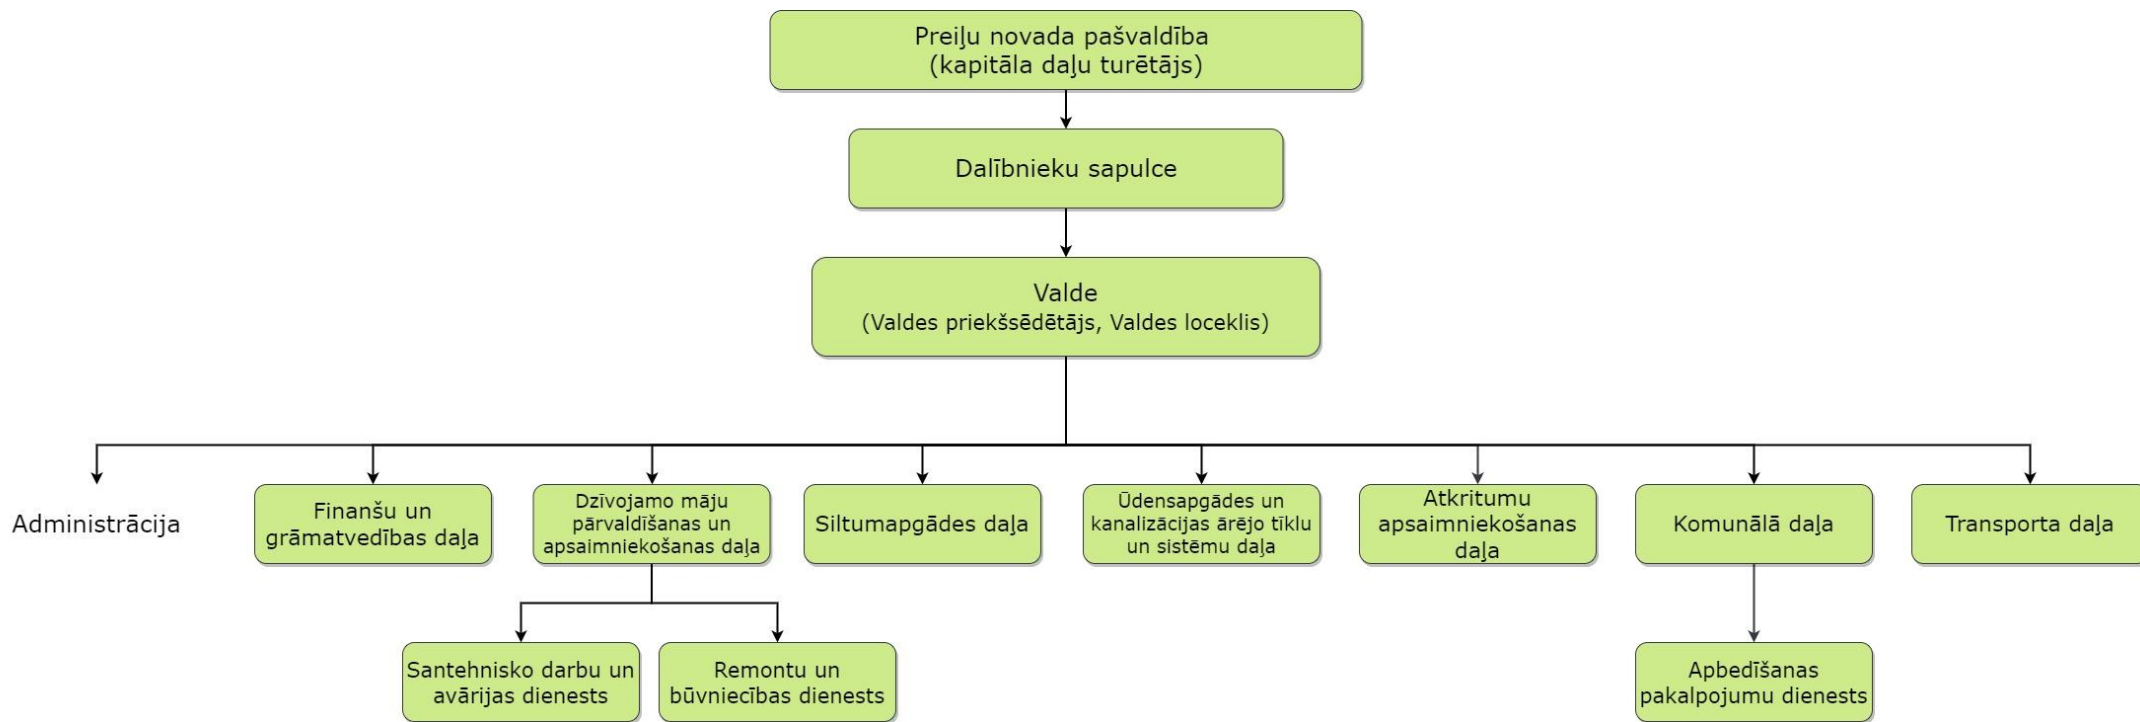 Preiļu novada pašvaldība
(kapitāla daļu turētājs)
Dalībnieku sapulce
Valde
(Valdes priekšsēdētājs, Valdes loceklis)
Administrācija
Finanšu un
grāmatvedības daļa
Dzīvojamo māju
pārvaldīšanas un
apsaimniekošanas daļa
Siltumapgādes daļa
Ūdensapgādes un
kanalizācijas ārējo tīklu
un sistēmu daļa
Atkritumu
apsaimniekošanas
daļa
Komunālā daļa
Transporta daļa
Santehnisko darbu un
avārijas dienests
Remontu un
būvniecības dienests
Apbedīšanas
pakalpojumu dienests